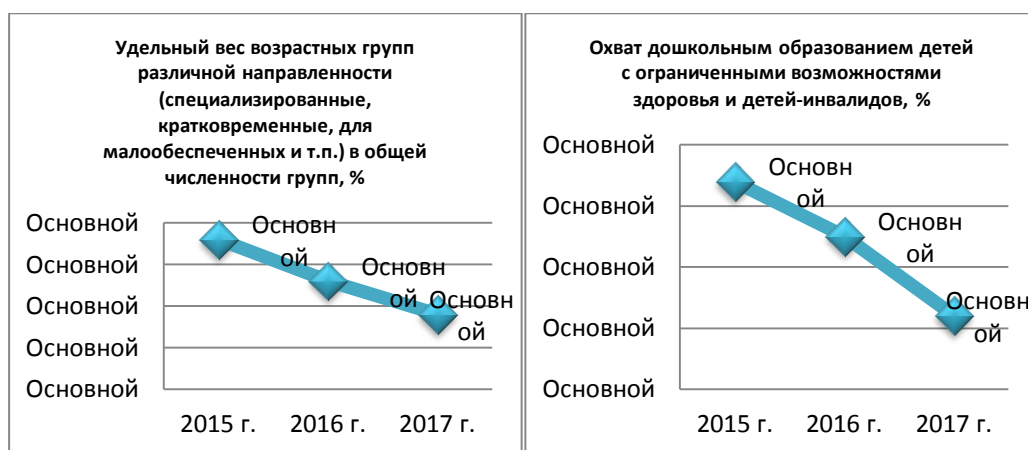 Удельный вес возрастных групп
различной направленности
(специализированные,
кратковременные, для
малообеспеченных и т.п.) в общей
численности групп, %
Основной
Основной
Основной
Основной
Основной
Основн
ой
Основн
ой
Основн
ой
2015 г. 2016 г. 2017 г.
Охват дошкольным образованием детей
с ограниченными возможностями
здоровья и детей-инвалидов, %
Основной
Основной
Основной
Основной
Основной
Основн
ой
Основн
ой
Основн
ой
2015 г. 2016 г. 2017 г.